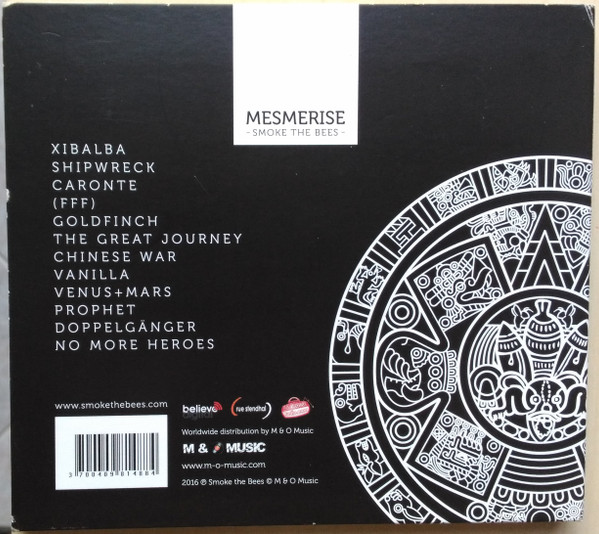 MESMERISE
- SMOKE THE BEES -
XIBALBA
SHIPWRECK
CARONTE
(FFF)
GOLDFINCH
THE GREAT JOURNEY
CHINESE WAR
VANILLA
VENUS+MARS
PROPHET
DOPPELGÄNGER
NO MORE HEROES
www.smokethebees.com
believe
rue stendhal
Worldwide distribution by M & O Music
M & O MUSIC
www.m-o-music.com
2016 ℗ Smoke the Bees © M & O Music